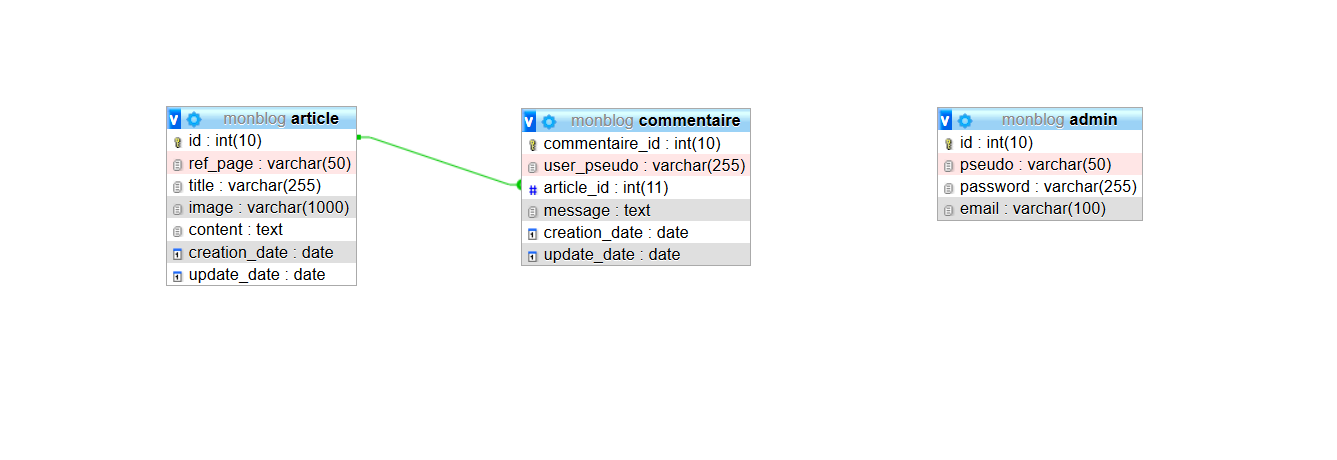 monblog article
id : int(10)
ref_page : varchar(50)
title : varchar(255)
image : varchar(1000)
content : text
creation_date : date
update_date : date
monblog commentaire
commentaire_id : int(10)
user_pseudo : varchar(255)
article_id : int(11)
message : text
creation_date : date
update_date : date
monblog admin
id : int(10)
pseudo : varchar(50)
password : varchar(255)
email : varchar(100)